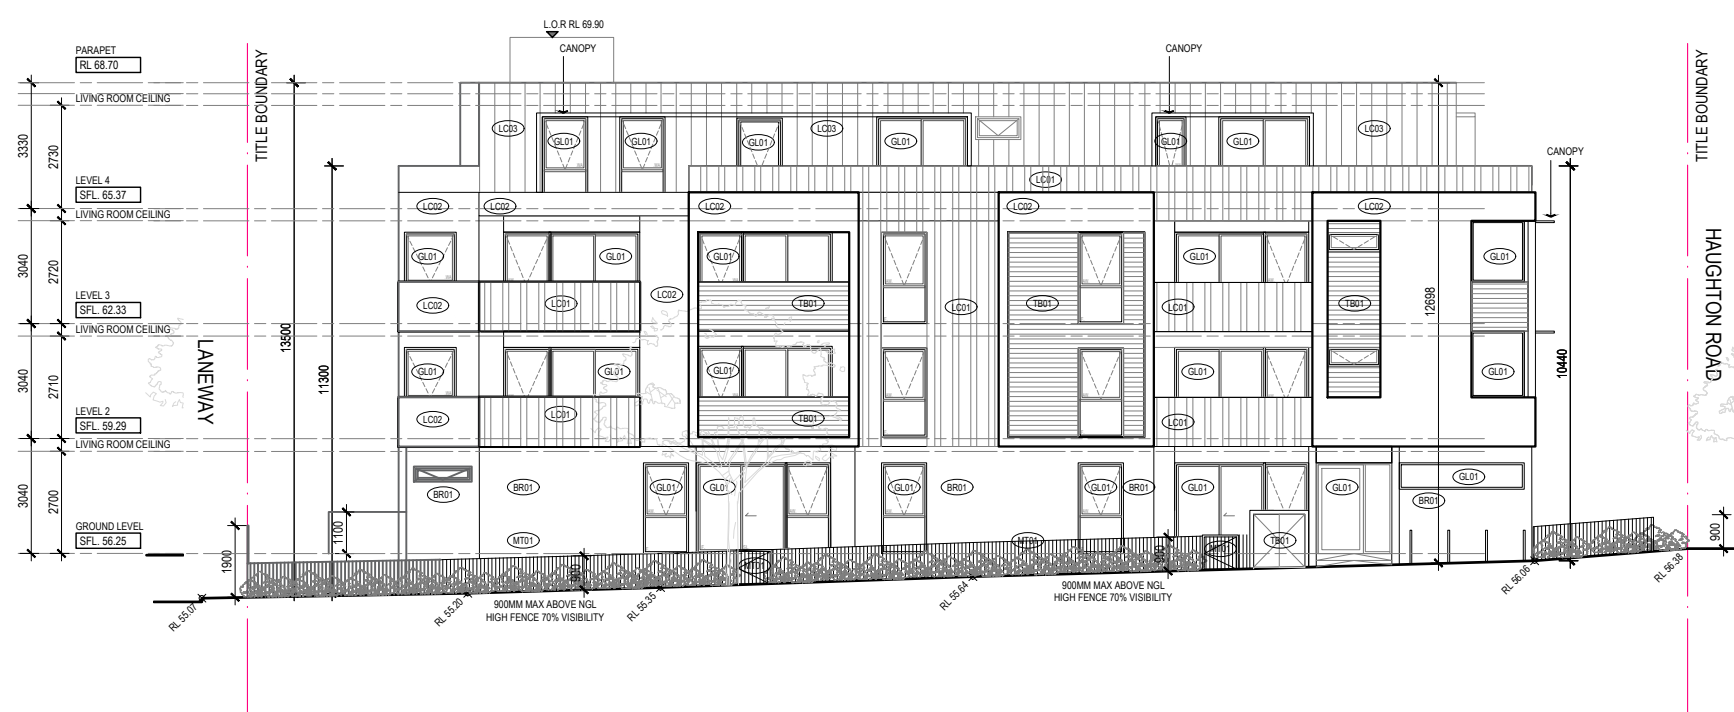 L.O.R RL 69.90
CANOPY
CANOPY
PARAPET
RL 68.70
LIVING ROOM CEILING
TITLE BOUNDARY
TITLE BOUNDARY
3330
2730
LC03
GL01
GL01
GL01
LC03
GL01
GL01
GL01
LC03
CANOPY
LEVEL 4
SFL. 65.37
LIVING ROOM CEILING
LC01
LC02
LC02
LC02
LC02
LC02
3040
2720
GL01
GL01
GL01
GL01
GL01
LEVEL 3
SFL. 62.33
LIVING ROOM CEILING
LC02
LC01
LC02
TB01
LC01
TB01
LC01
TB01
13500
12698
HAUGHTON ROAD
LANEWAY
11300
10440
3040
2710
GL01
GL01
GL01
GL01
GL01
LEVEL 2
SFL. 59.29
LIVING ROOM CEILING
LC02
LC01
TB01
LC01
3040
2700
BR01
BR01
GL01
GL01
GL01
BR01
GL01
BR01
GL01
GL01
GL01
BR01
GROUND LEVEL
SFL. 56.25
1900
1100
MT01
MT01
MT01
TB01
900
900
900
RL 55.07
RL 55.20
900MM MAX ABOVE NGL
HIGH FENCE 70% VISIBILITY
RL 55.35
RL 55.64
900MM MAX ABOVE NGL
HIGH FENCE 70% VISIBILITY
RL 56.06
RL 56.38